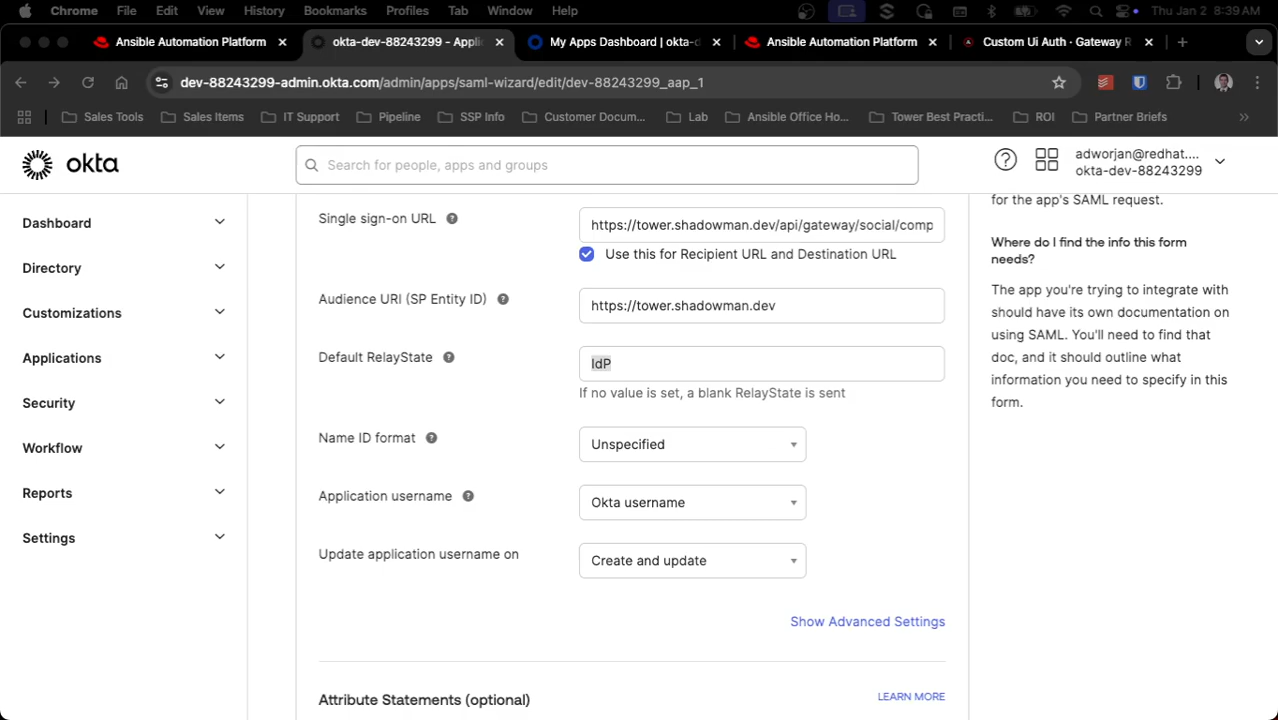 Chrome File Edit View History Bookmarks Profiles Tab Window Help Thu Jan 2 8:39 AM
Ansible Automation Platform
okta-dev-88243299 - Appli
My Apps Dashboard | okta-d
Ansible Automation Platform
Custom Ui Auth · Gateway R
dev-88243299-admin.okta.com/admin/apps/saml-wizard/edit/dev-88243299_aap_1
Sales Tools Sales Items IT Support Pipeline SSP Info Customer Docum... Lab Ansible Office Ho... Tower Best Practi... ROI Partner Briefs
okta
Search for people, apps and groups
adworjan@redhat....
okta-dev-88243299
Dashboard
Directory
Customizations
Applications
Security
Workflow
Reports
Settings
Single sign-on URL
https://tower.shadowman.dev/api/gateway/social/comp
Use this for Recipient URL and Destination URL
Audience URI (SP Entity ID)
https://tower.shadowman.dev
Default RelayState
IdP
If no value is set, a blank RelayState is sent
Name ID format
Unspecified
Application username
Okta username
Update application username on
Create and update
Show Advanced Settings
Attribute Statements (optional)
LEARN MORE
for the app's SAML request.
Where do I find the info this form
needs?
The app you're trying to integrate with
should have its own documentation on
using SAML. You'll need to find that
doc, and it should outline what
information you need to specify in this
form.